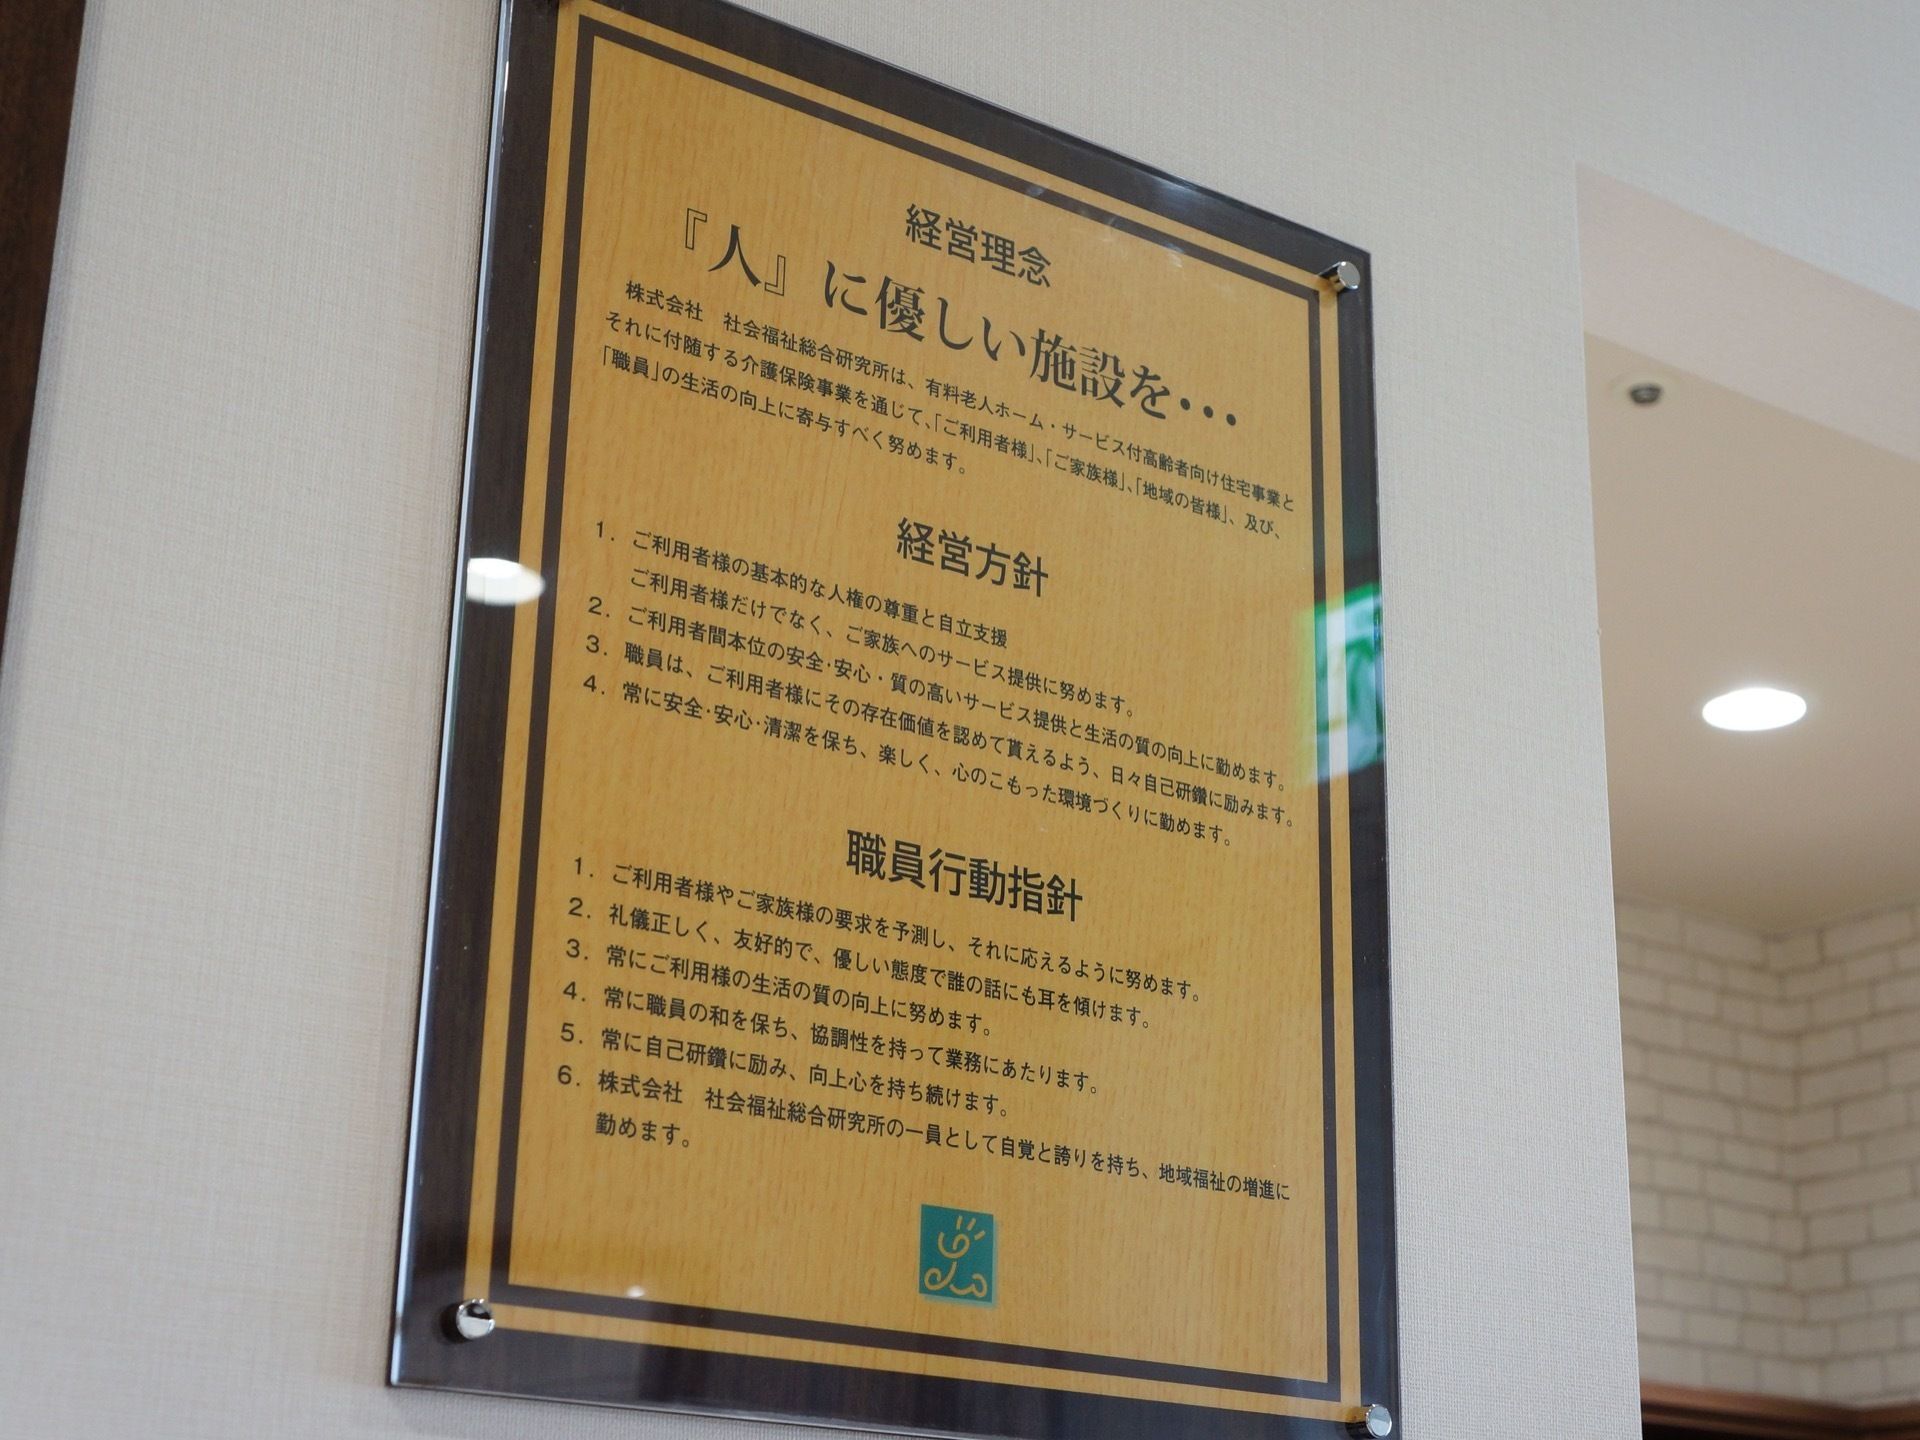 経営理念
『人』に優しい施設を・・・
株式会社　社会福祉総合研究所は、有料老人ホーム・サービス付高齢者向け住宅事業と
それに付随する介護保険事業を通じて、「ご利用者様」、「ご家族様」、「地域の皆様」、及び、
「職員」の生活の向上に寄与すべく努めます。
経営方針
1. ご利用者様の基本的な人権の尊重と自立支援
ご利用者様だけでなく、ご家族へのサービス提供に努めます。
2. ご利用者間本位の安全・安心・質の高いサービス提供と生活の質の向上に勤めます。
3. 職員は、ご利用者様にその存在価値を認めて貰えるよう、日々自己研鑽に励みます。
4. 常に安全・安心・清潔を保ち、楽しく、心のこもった環境づくりに勤めます。
職員行動指針
1. ご利用者様やご家族様の要求を予測し、それに応えるように努めます。
2. 礼儀正しく、友好的で、優しい態度で誰の話にも耳を傾けます。
3. 常にご利用様の生活の質の向上に努めます。
4. 常に職員の和を保ち、協調性を持って業務にあたります。
5. 常に自己研鑽に励み、向上心を持ち続けます。
6. 株式会社　社会福祉総合研究所の一員として自覚と誇りを持ち、地域福祉の増進に
勤めます。